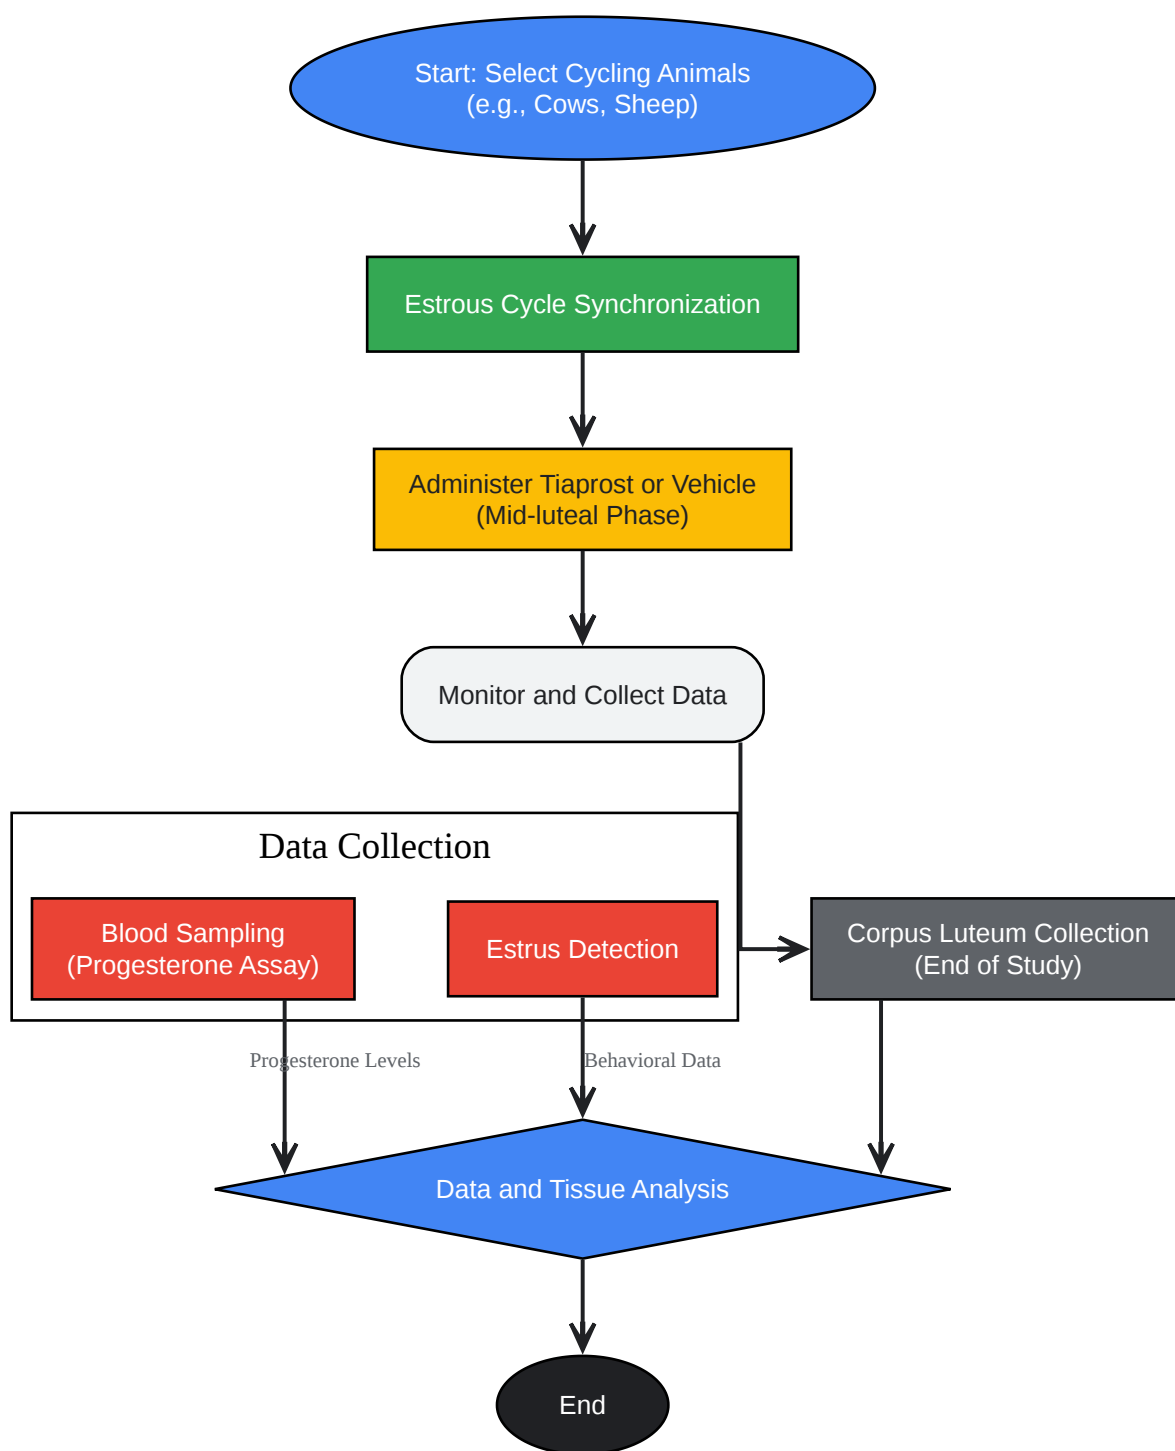 Start: Select Cycling Animals
(e.g., Cows, Sheep)
Estrous Cycle Synchronization
Administer Tiaprost or Vehicle
(Mid-luteal Phase)
Monitor and Collect Data
Data Collection
Blood Sampling
(Progesterone Assay)
Estrus Detection
Corpus Luteum Collection
(End of Study)
Progesterone Levels
Behavioral Data
Data and Tissue Analysis
End